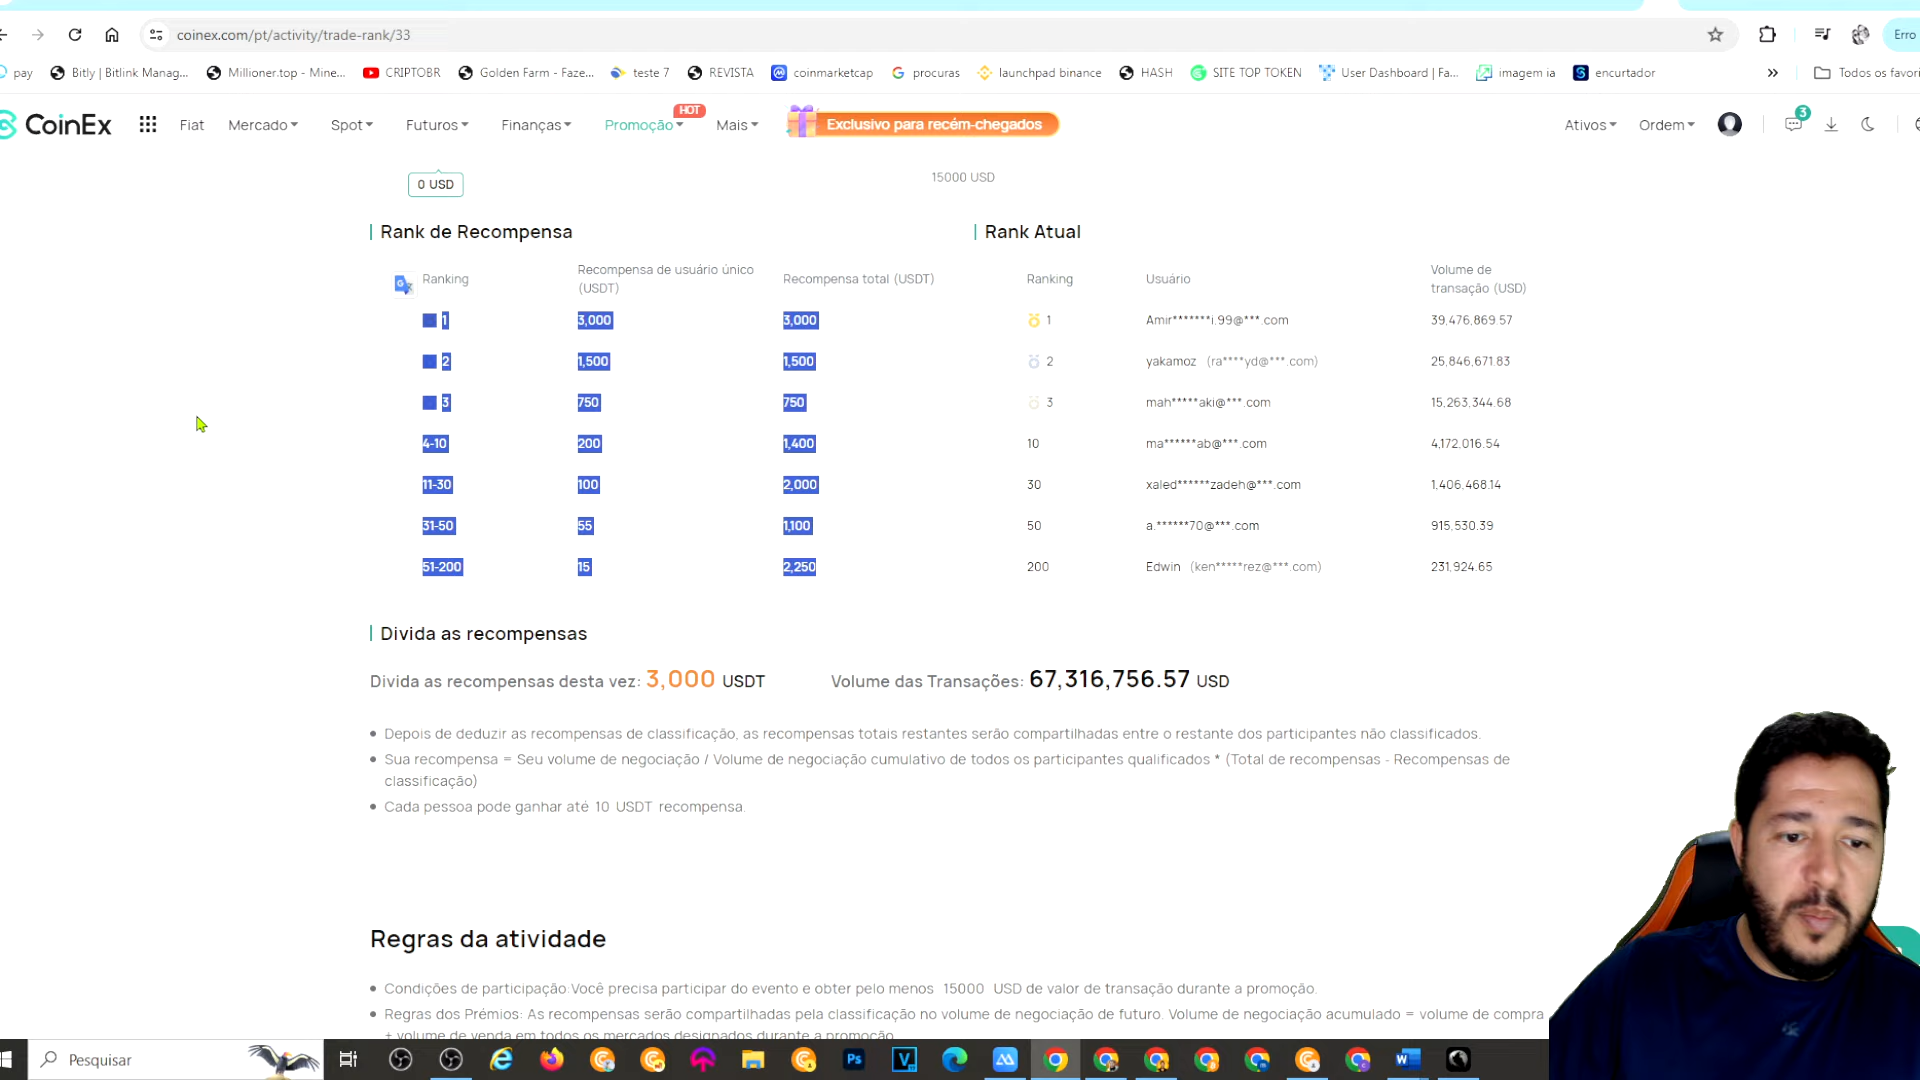 coinex.com/pt/activity/trade-rank/33
Erro
pay
Bitly | Bitlink Manag...
Millioner.top - Mine...
CRIPTOBR
Golden Farm - Faze...
teste 7
REVISTA
coinmarketcap
procuras
launchpad binance
HASH
SITE TOP TOKEN
User Dashboard | Fa...
imagem ia
encurtador
»
Todos os favori
CoinEx
Fiat
Mercado
Spot
Futuros
Finanças
Promoção
HOT
Mais
Exclusivo para recém-chegados
Ativos
Ordem
3
0 USD
15000 USD
Rank de Recompensa
Ranking Recompensa de usuário único (USDT) Recompensa total (USDT)
1 3,000 3,000
2 1,500 1,500
3 750 750
4-10 200 1,400
11-30 100 2,000
31-50 55 1,100
51-200 15 2,250
Rank Atual
Ranking Usuário Volume de transação (USD)
1 Amir*******i.99@***.com 39,476,869.57
2 yakamoz (ra****yd@***.com) 25,846,671.83
3 mah*****aki@***.com 15,263,344.68
10 ma******ab@***.com 4,172,016.54
30 xaled******zadeh@***.com 1,406,468.14
50 a.******70@***.com 915,530.39
200 Edwin (ken*****rez@***.com) 231,924.65
Divida as recompensas
Divida as recompensas desta vez: 3,000 USDT Volume das Transações: 67,316,756.57 USD
Depois de deduzir as recompensas de classificação, as recompensas totais restantes serão compartilhadas entre o restante dos participantes não classificados.
Sua recompensa = Seu volume de negociação / Volume de negociação cumulativo de todos os participantes qualificados * (Total de recompensas - Recompensas de
classificação)
Cada pessoa pode ganhar até 10 USDT recompensa.
Regras da atividade
Condições de participação:Você precisa participar do evento e obter pelo menos 15000 USD de valor de transação durante a promoção.
Regras dos Prêmios: As recompensas serão compartilhadas pela classificação no volume de negociação de futuro. Volume de negociação acumulado = volume de compra
+ volume de venda em todos os mercados designados durante a promoção
Pesquisar